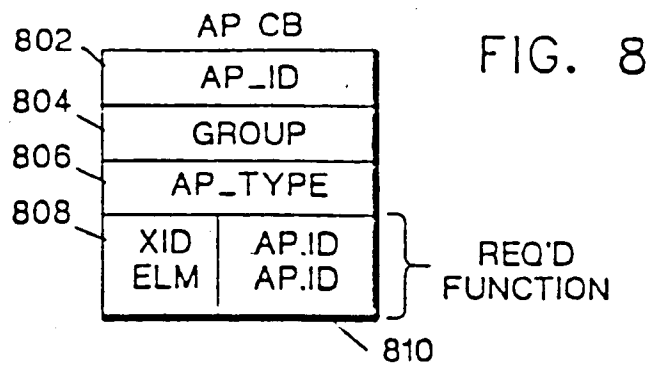 AP CB
FIG. 8
802
AP_ID
804
GROUP
806
AP_TYPE
808
XID AP.ID
ELM AP.ID
REQ'D
FUNCTION
810